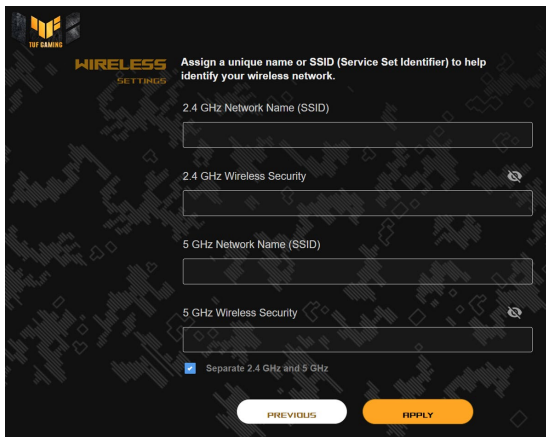 TUF GAMING
WIRELESS
SETTINGS
Assign a unique name or SSID (Service Set Identifier) to help
identify your wireless network.
2.4 GHz Network Name (SSID)
2.4 GHz Wireless Security
5 GHz Network Name (SSID)
5 GHz Wireless Security
Separate 2.4 GHz and 5 GHz
PREVIOUS
APPLY